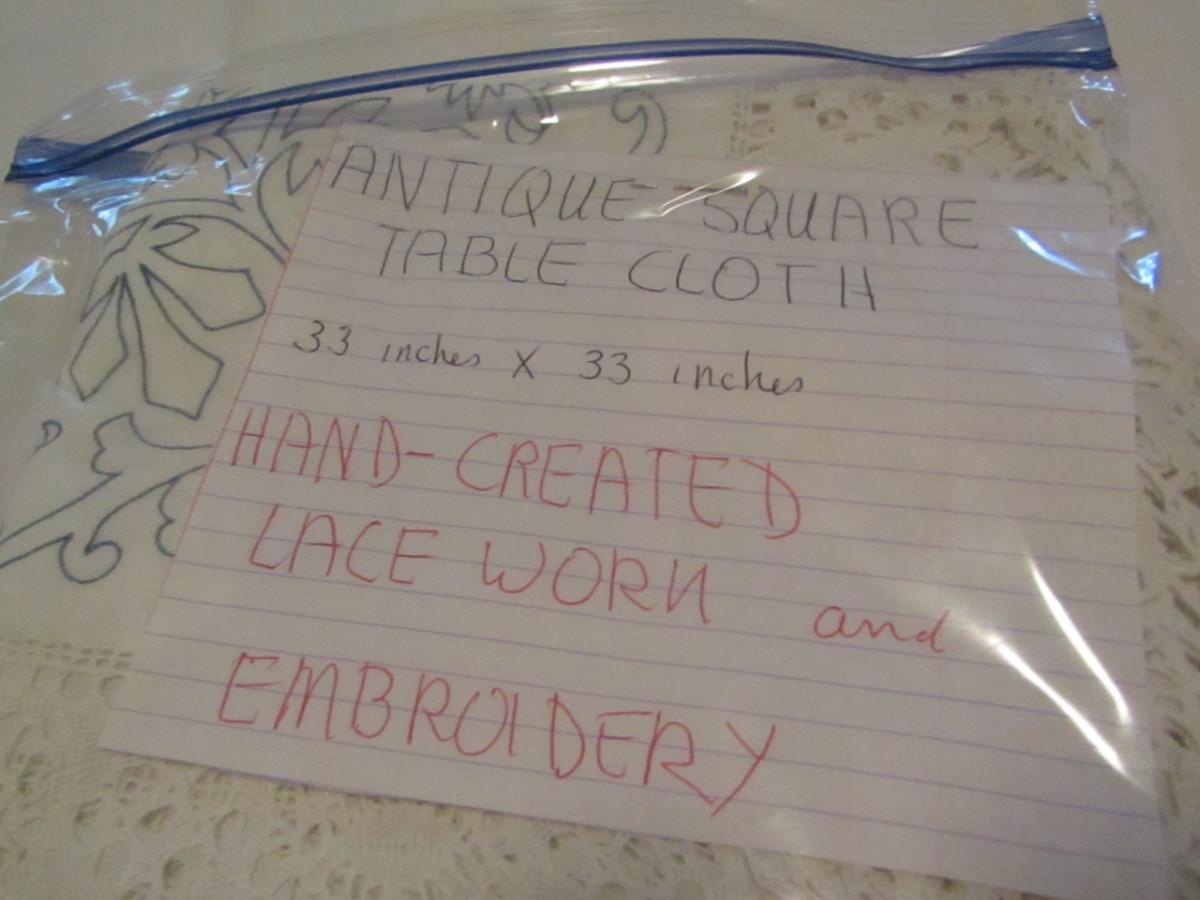 ANTIQUE SQUARE
TABLE CLOTH
33 inches X 33 inches
HAND-CREATED
LACE WORK and
EMBROIDERY